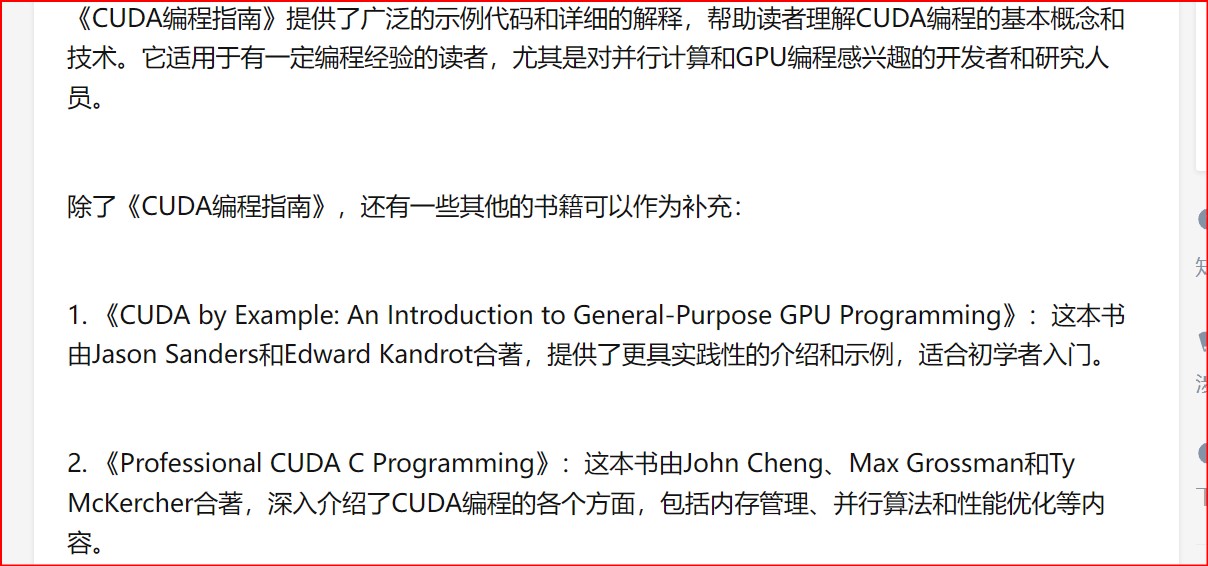 《CUDA编程指南》提供了广泛的示例代码和详细的解释，帮助读者理解CUDA编程的基本概念和
技术。它适用于有一定编程经验的读者，尤其是对并行计算和GPU编程感兴趣的开发者和研究人
员。
除了《CUDA编程指南》，还有一些其他的书籍可以作为补充：
1. 《CUDA by Example: An Introduction to General-Purpose GPU Programming》：这本书
由Jason Sanders和Edward Kandrot合著，提供了更具实践性的介绍和示例，适合初学者入门。
2. 《Professional CUDA C Programming》：这本书由John Cheng、Max Grossman和Ty
McKercher合著，深入介绍了CUDA编程的各个方面，包括内存管理、并行算法和性能优化等内
容。